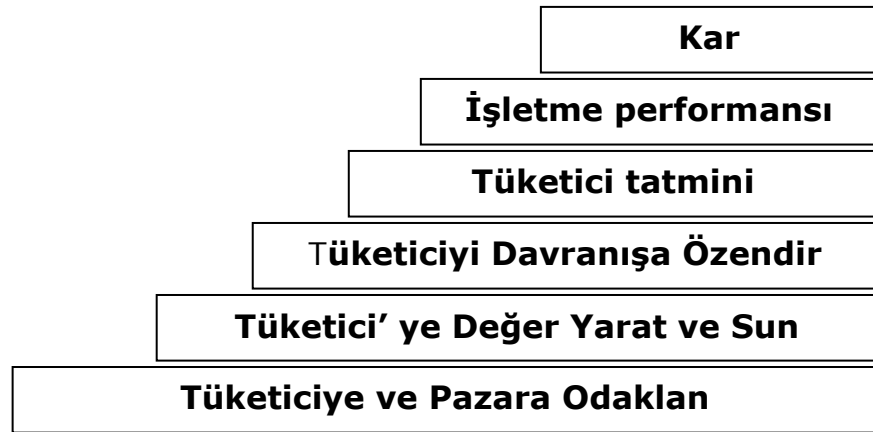 Kar
İşletme performansı
Tüketici tatmini
Tüketiciyi Davranışa Özendir
Tüketici’ ye Değer Yarat ve Sun
Tüketiciye ve Pazara Odaklan